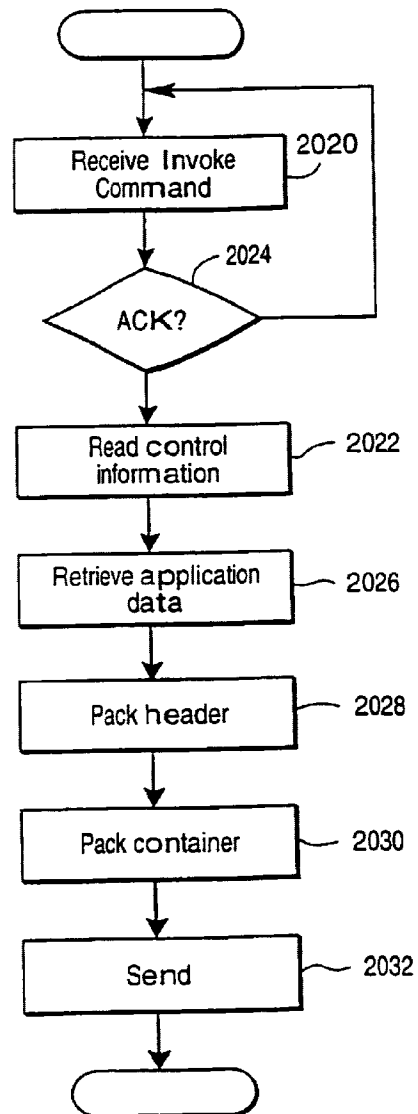 Receive Invoke
Command
2020
2024
ACK?
Read control
information
2022
Retrieve application
data
2026
Pack header
2028
Pack container
2030
Send
2032